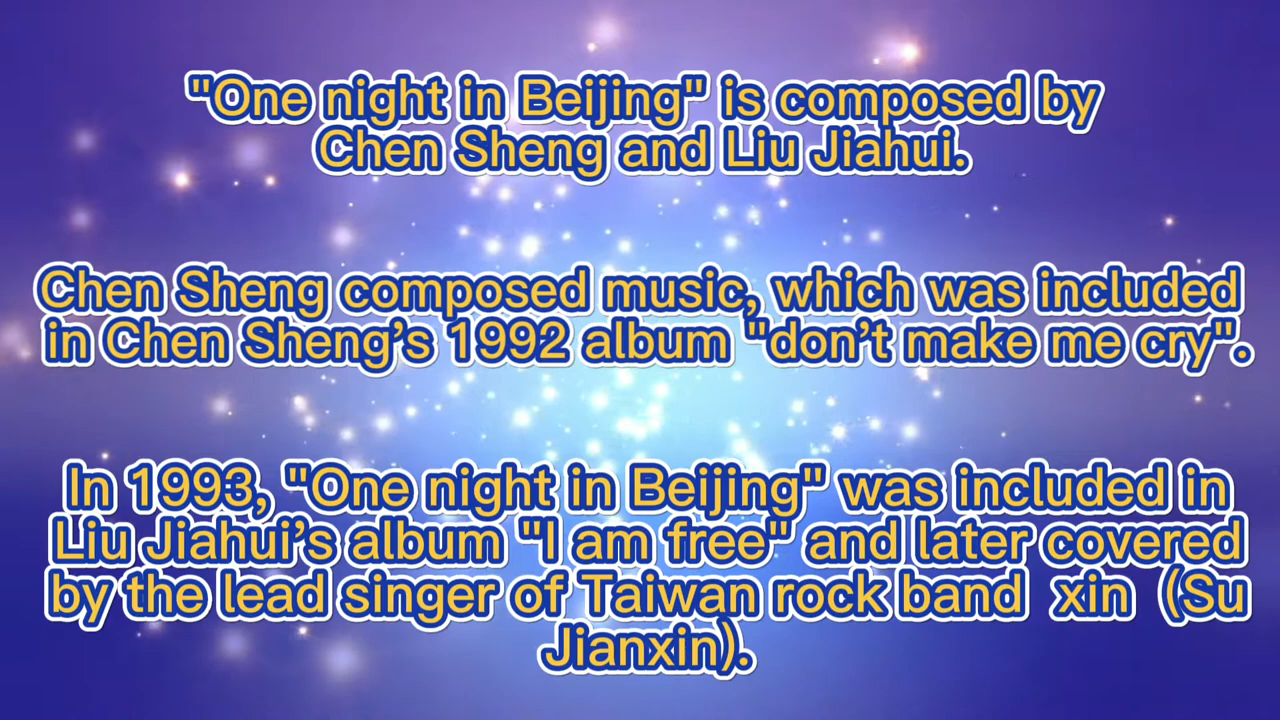 "One night in Beijing" is composed by
Chen Sheng and Liu Jiahui.
Chen Sheng composed music, which was included
in Chen Sheng’s 1992 album "don’t make me cry".
In 1993, "One night in Beijing" was included in
Liu Jiahui’s album "I am free" and later covered
by the lead singer of Taiwan rock band  xin（Su
Jianxin).